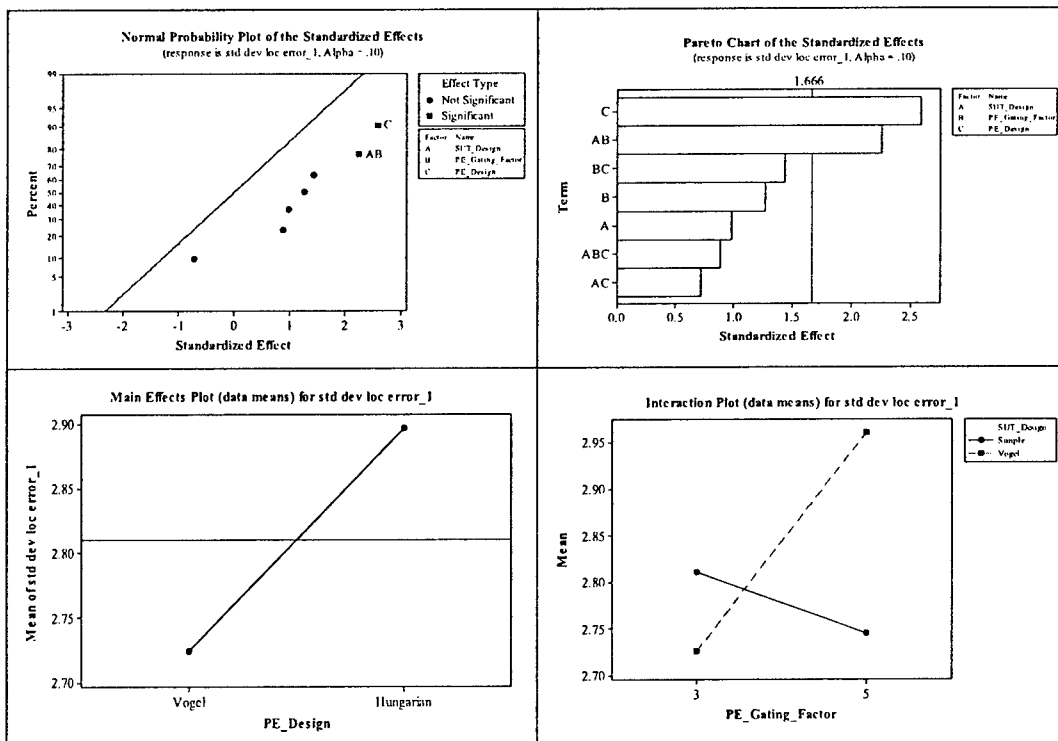 Normal Probability Plot of the Standardized Effects
(response is std dev loc error_1, Alpha = .10)
99
95
90
80
70
60
50
40
30
20
10
5
1
Percent
C
AB
-3 -2 -1 0 1 2 3
Standardized Effect
Effect Type
Not Significant
Significant
Factor Name
A SUT_Design
B PE_Gating_Factor
C PE_Design
Pareto Chart of the Standardized Effects
(response is std dev loc error_1, Alpha = .10)
1.666
Term
C
AB
BC
B
A
ABC
AC
0.0 0.5 1.0 1.5 2.0 2.5
Standardized Effect
Factor Name
A SUT_Design
B PE_Gating_Factor
C PE_Design
Main Effects Plot (data means) for std dev loc error_1
Mean of std dev loc error_1
2.90
2.85
2.80
2.75
2.70
Vogel Hungarian
PE_Design
Interaction Plot (data means) for std dev loc error_1
Mean
2.95
2.90
2.85
2.80
2.75
2.70
3 5
PE_Gating_Factor
SUT_Design
Simple
Vogel